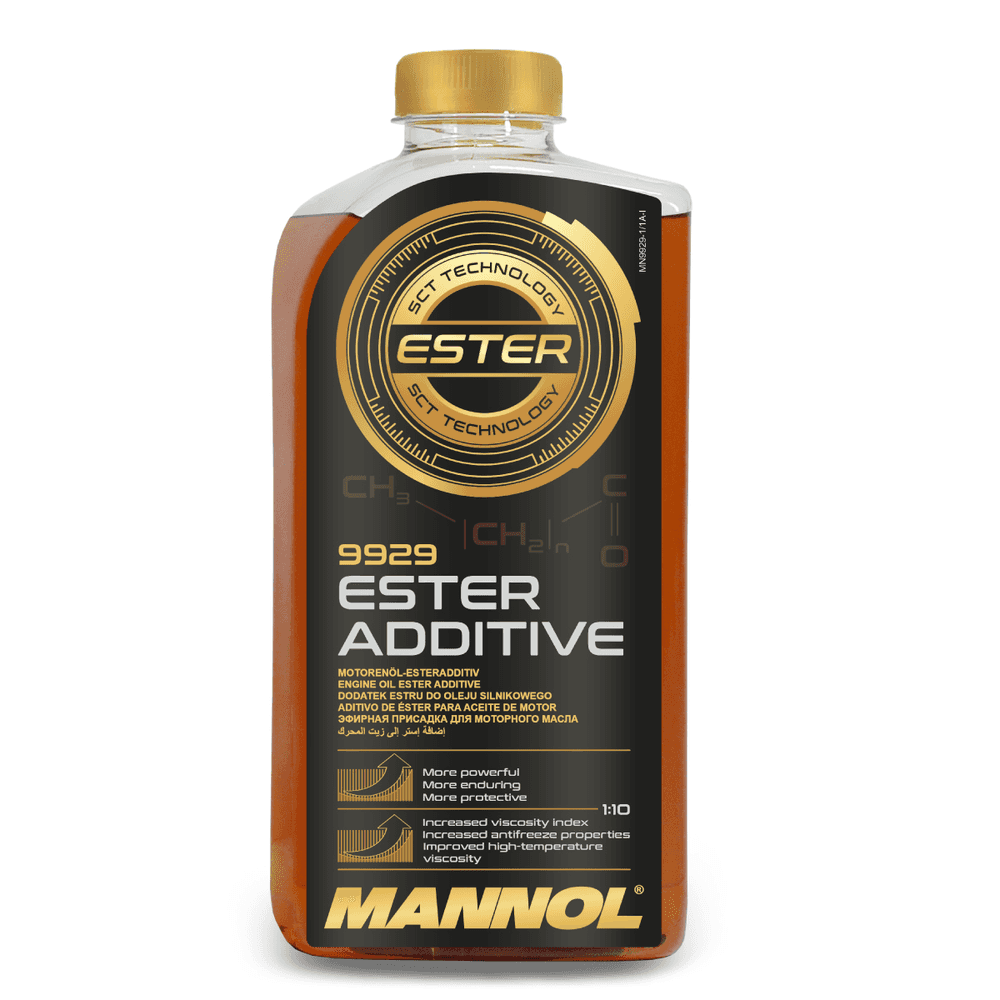 MN9929-1/1A-I
SCT TECHNOLOGY
ESTER
SCT TECHNOLOGY
CH3
|CH2|n
C
O
9929
ESTER
ADDITIVE
MOTORENÖL-ESTERADDITIV
ENGINE OIL ESTER ADDITIVE
DODATEK ESTRU DO OLEJU SILNIKOWEGO
ADITIVO DE ÉSTER PARA ACEITE DE MOTOR
ЭФИРНАЯ ПРИСАДКА ДЛЯ МОТОРНОГО МАСЛА
إضافة إستر إلى زيت المحرك
More powerful
More enduring
More protective
1:10
Increased viscosity index
Increased antifreeze properties
Improved high-temperature
viscosity
MANNOL®